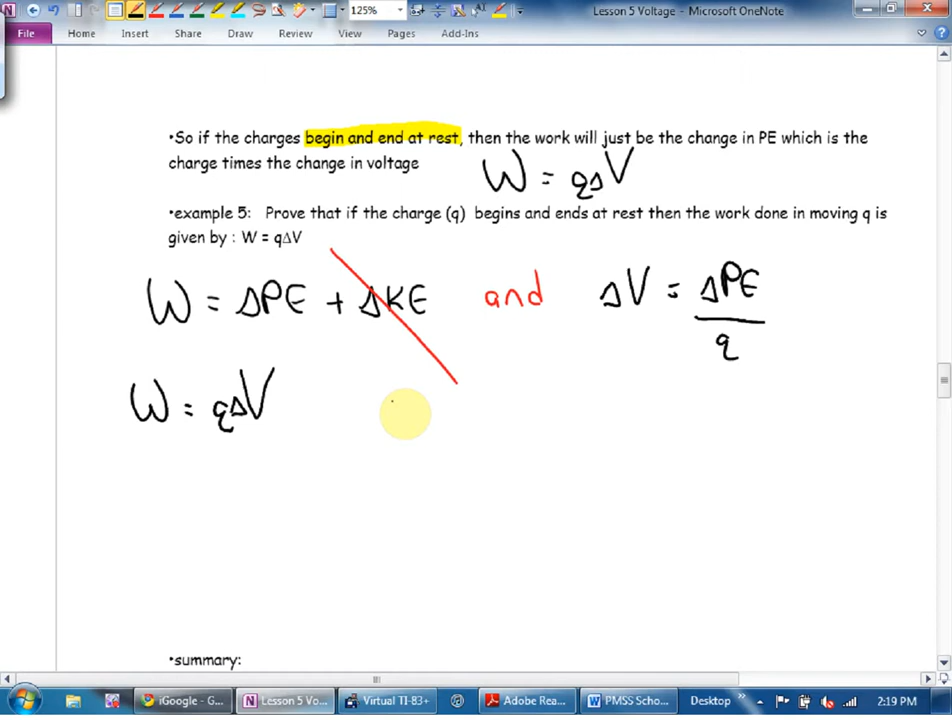 125%
Lesson 5 Voltage - Microsoft OneNote
File Home Insert Share Draw Review View Pages Add-Ins
•So if the charges begin and end at rest, then the work will just be the change in PE which is the
charge times the change in voltage
W = qΔV
•example 5: Prove that if the charge (q) begins and ends at rest then the work done in moving q is
given by : W = qΔV
W = ΔPE + ΔKE and ΔV = ΔPE
q
W = qΔV
•summary:
iGoogle - G... Lesson 5 Vo... Virtual TI-83+ Adobe Rea... PMSS Scho... Desktop » 2:19 PM